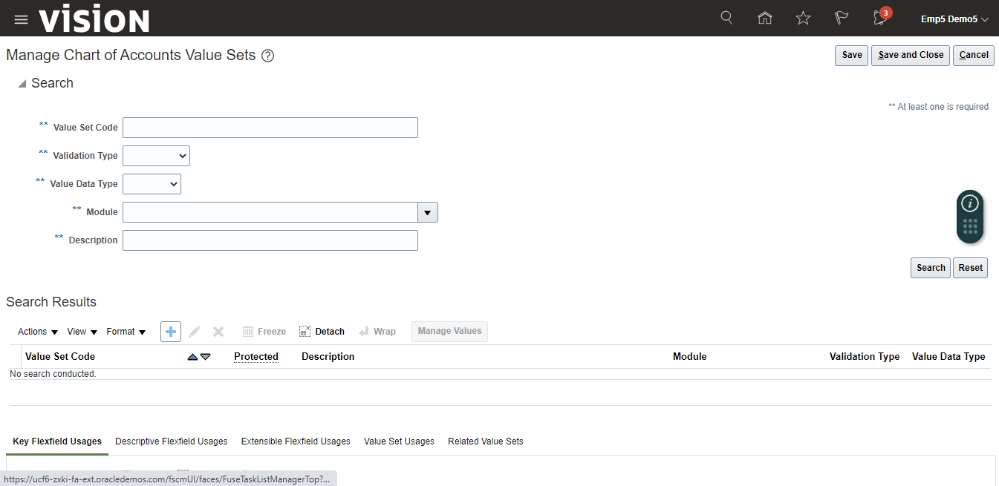 vision
3
Emp5 Demo5
Manage Chart of Accounts Value Sets ?
Save
Save and Close
Cancel
Search
** At least one is required
** Value Set Code
** Validation Type
** Value Data Type
** Module
** Description
i
Search
Reset
Search Results
Actions
View
Format
Freeze
Detach
Wrap
Manage Values
Value Set Code
Protected
Description
Module
Validation Type
Value Data Type
No search conducted.
Key Flexfield Usages
Descriptive Flexfield Usages
Extensible Flexfield Usages
Value Set Usages
Related Value Sets
https://ucf6-zxki-fa-ext.oracledemos.com/fscmUI/faces/FuseTaskListManagerTop?...